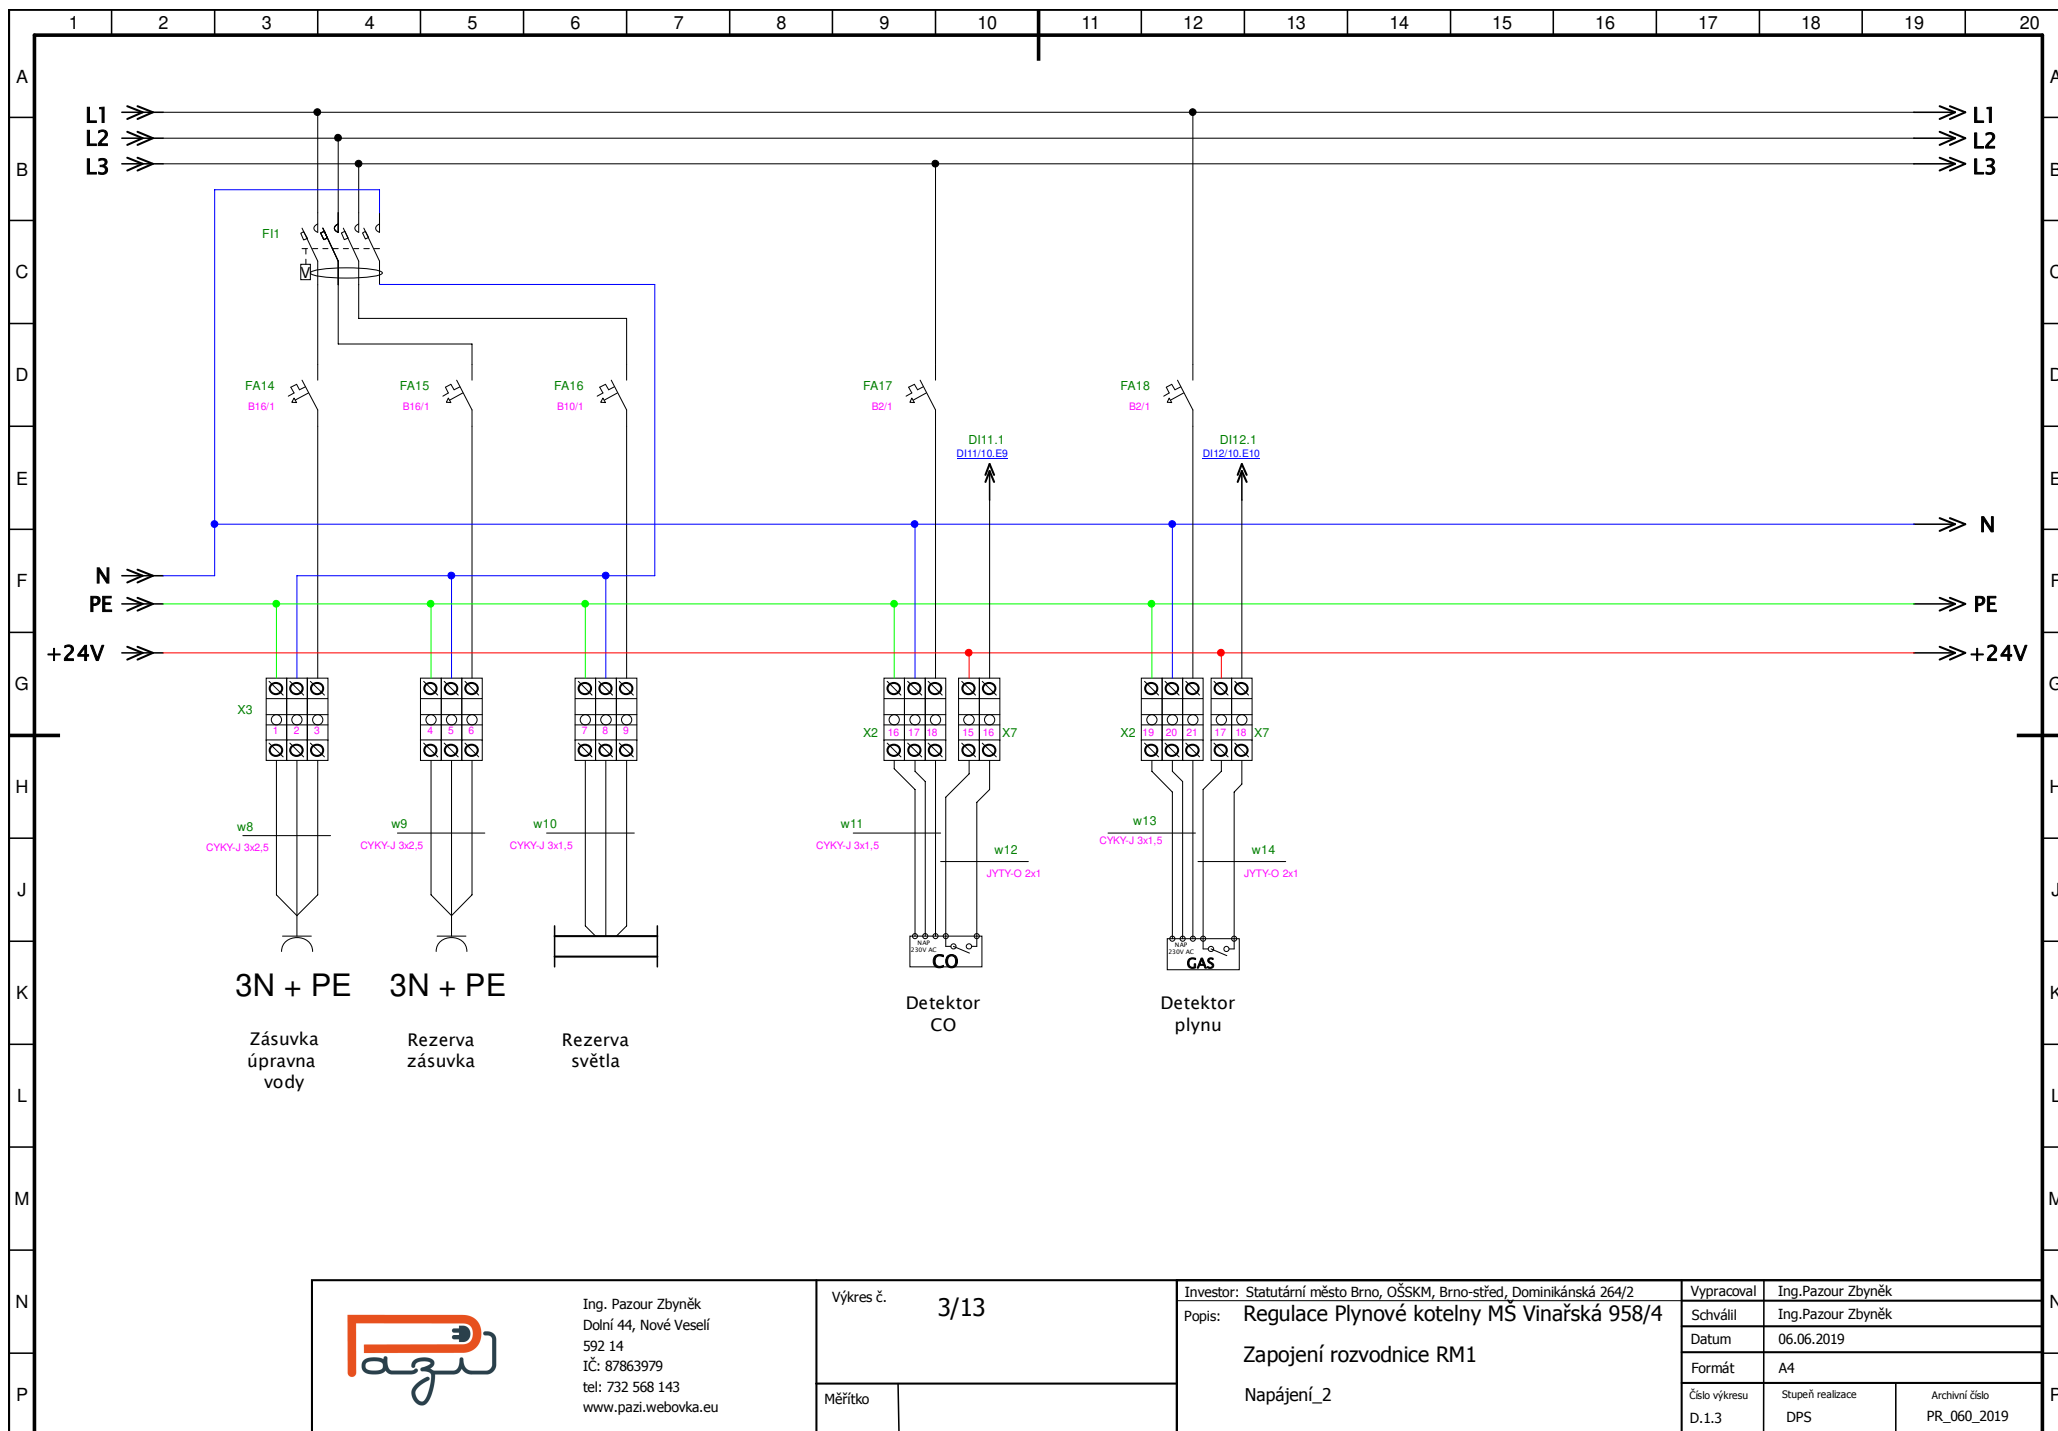 1 2 3 4 5 6 7 8 9 10 11 12 13 14 15 16 17 18 19 20
A A
L1 L1
L2 L2
B L3 L3 B
FI1
C V C
D D
FA14 FA15 FA16 FA17 FA18
B16/1 B16/1 B10/1 B2/1 B2/1
DI11.1 DI12.1
DI11/10.E9 DI12/10.E10
E E
N
N
F F
PE PE
+24V +24V
G G
X3
1 2 3 4 5 6 7 8 9 X2 16 17 18 15 16 X7 X2 19 20 21 17 18 X7
H H
w8 w9 w10 w11 w13
CYKY-J 3x2,5 CYKY-J 3x2,5 CYKY-J 3x1,5 CYKY-J 3x1,5 CYKY-J 3x1,5
w12 w14
JYTY-O 2x1 JYTY-O 2x1
J J
NAP NAP
230V AC 230V AC
CO GAS
3N + PE 3N + PE
K K
Detektor Detektor
CO plynu
Zásuvka Rezerva Rezerva
úpravna zásuvka světla
vody
L L
M M
N N
P P
Pazu
Ing. Pazour Zbyněk
Dolní 44, Nové Veselí
592 14
IČ: 87863979
tel: 732 568 143
www.pazi.webovka.eu
Výkres č. 3/13
Měřítko
Investor: Statutární město Brno, OŠSKM, Brno-střed, Dominikánská 264/2
Popis: Regulace Plynové kotelny MŠ Vinařská 958/4
Zapojení rozvodnice RM1
Napájení_2
Vypracoval Ing.Pazour Zbyněk
Schválil Ing.Pazour Zbyněk
Datum 06.06.2019
Formát A4
Číslo výkresu Stupeň realizace Archivní číslo
D.1.3 DPS PR_060_2019